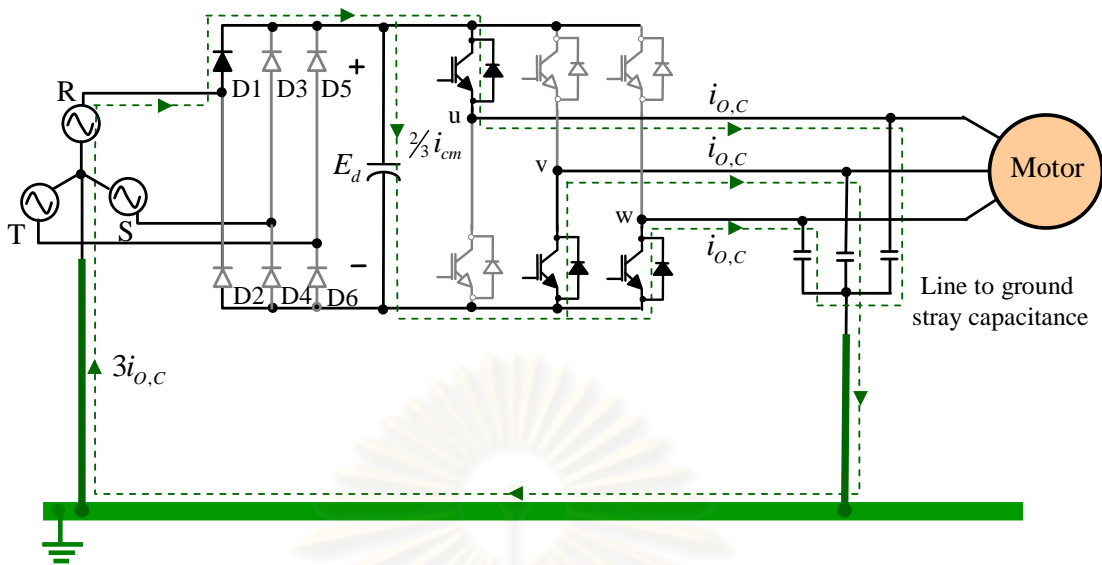 R
T
S
D1
D3
D5
D2
D4
D6
+
−
E_d
⅔ i_cm
u
v
w
i_{O,C}
i_{O,C}
i_{O,C}
Motor
Line to ground
stray capacitance
3i_{O,C}